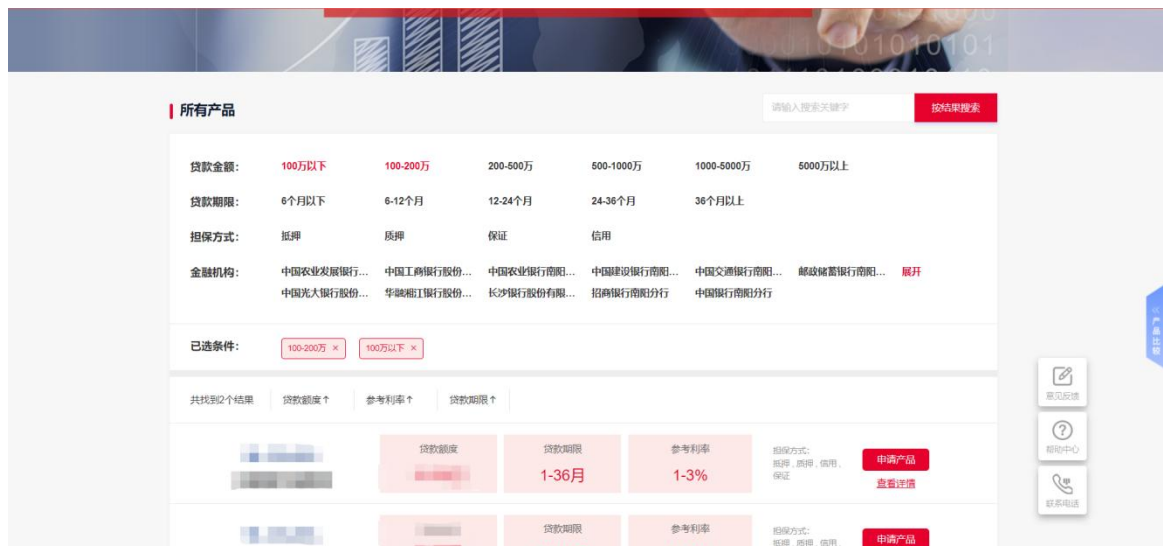 01010101
所有产品
请输入搜索关键字 按结果搜索
贷款金额: 100万以下 100-200万 200-500万 500-1000万 1000-5000万 5000万以上
贷款期限: 6个月以下 6-12个月 12-24个月 24-36个月 36个月以上
担保方式: 抵押 质押 保证 信用
金融机构: 中国农业发展银行... 中国工商银行股份... 中国农业银行南阳... 中国建设银行南阳... 中国交通银行南阳... 邮政储蓄银行南阳... 展开
中国光大银行股份... 华融湘江银行股份... 长沙银行股份有限... 招商银行南阳分行 中国银行南阳分行
已选条件: 100-200万 × 100万以下 ×
共找到2个结果 贷款额度↑ 参考利率↑ 贷款期限↑
贷款额度 贷款期限 参考利率 担保方式:
1-36月 1-3% 抵押 , 质押 , 信用 ,
保证
申请产品
查看详情
贷款期限 参考利率 担保方式:
抵押 , 质押 , 信用 ,
申请产品
产品比较
意见反馈
帮助中心
联系电话